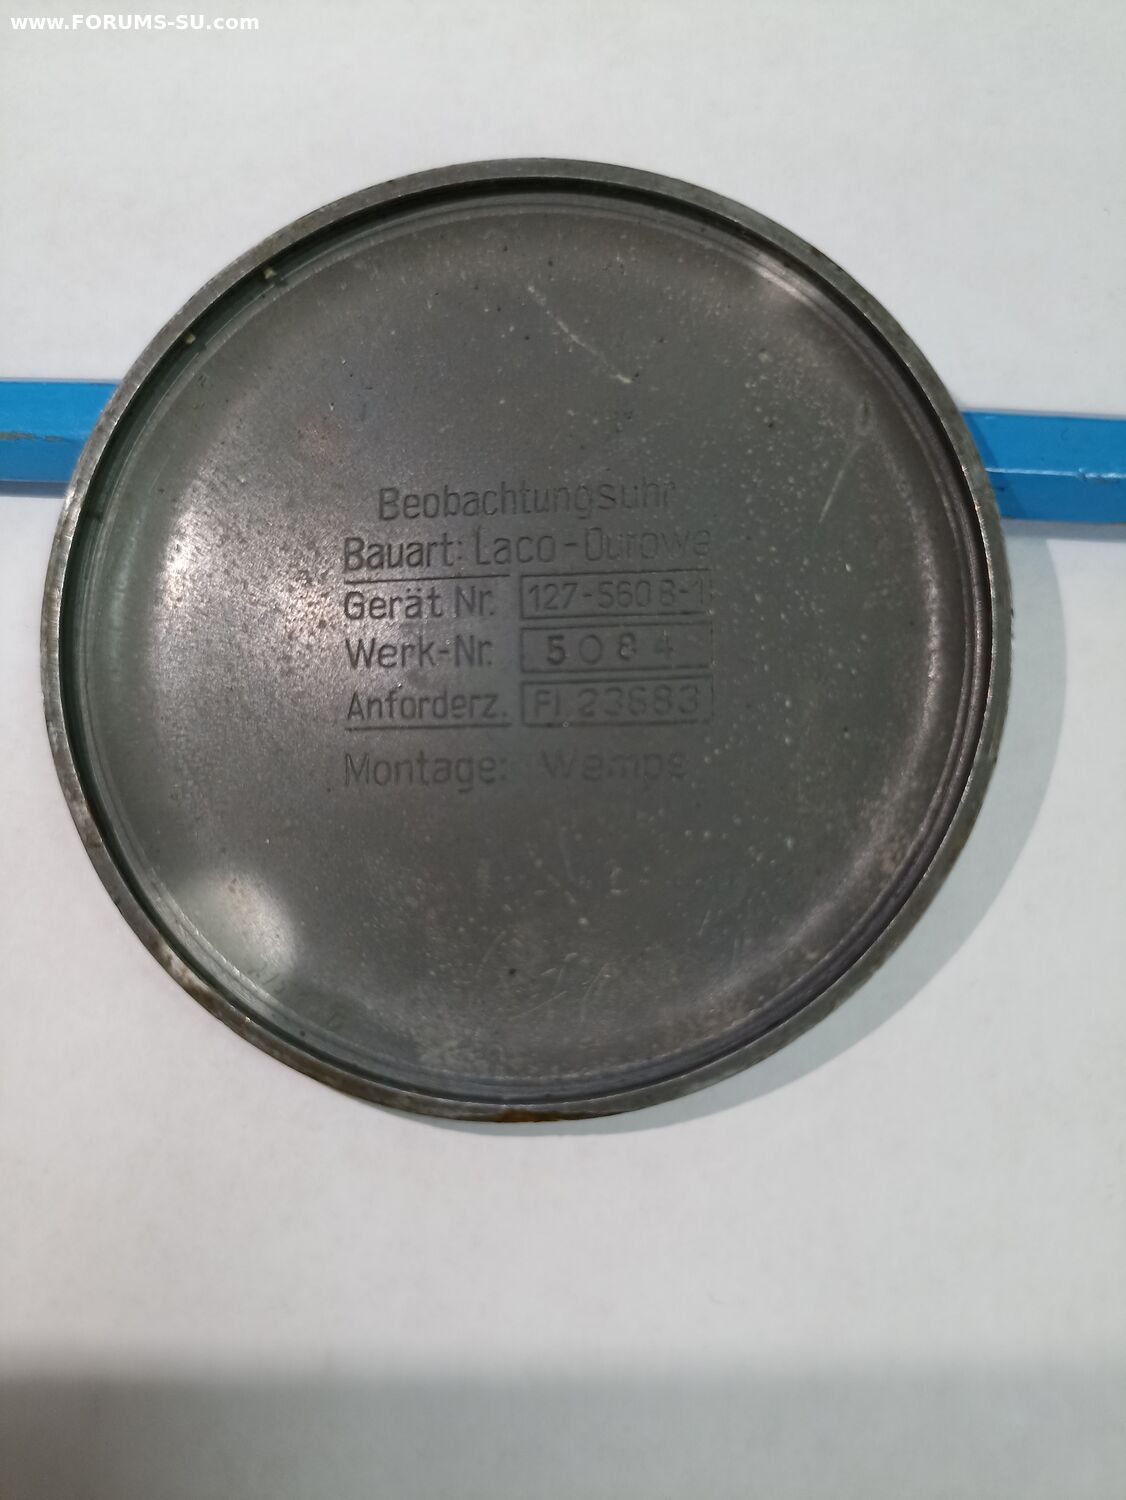 www.FORUMS-SU.com
Beobachtungsuhr
Bauart: Laco-Durowe
Gerät Nr. 127-560 B-1
Werk-Nr. 5084
Anforderz. Fl. 23883
Montage: Wempe